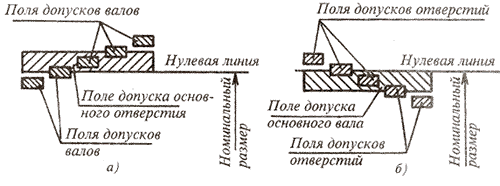 Поля допусков валов
Нулевая линия
Поле допуска основ-
ного отверстия
Поля допусков
валов
Номинальный
размер
а)
Поля допусков отверстий
Нулевая линия
Поле допуска
основного вала
Поля допусков
отверстий
Номинальный
размер
б)